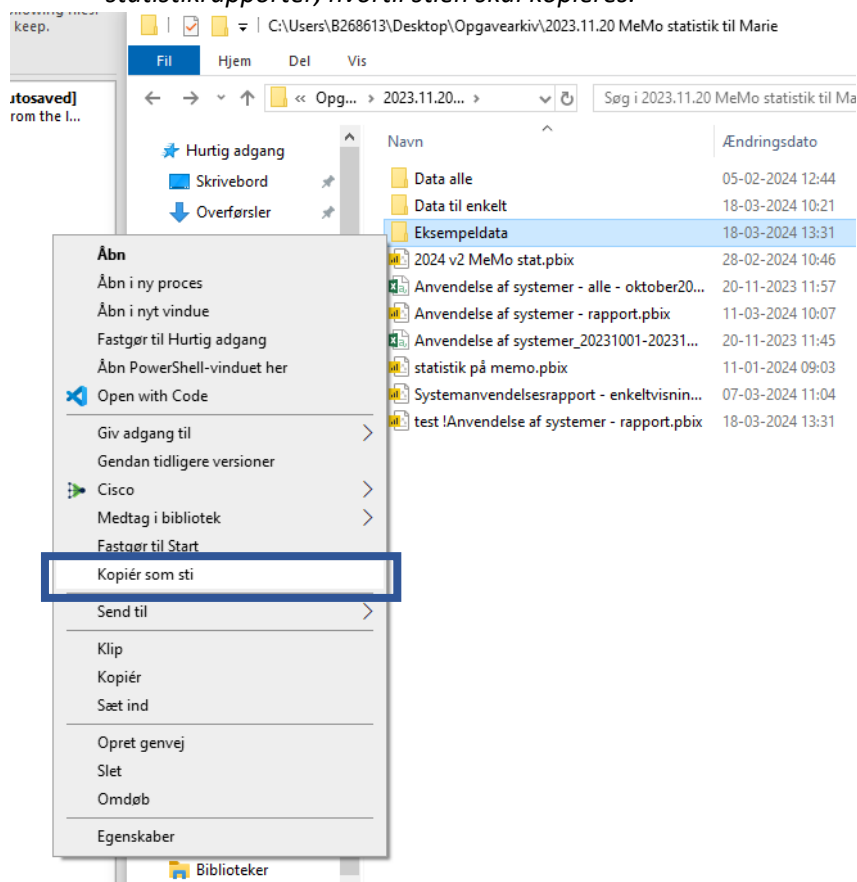 statistikrapporter) hvortil stien skal kopieres.
keep.
C:\Users\B268613\Desktop\Opgavearkiv\2023.11.20 MeMo statistik til Marie
Fil Hjem Del Vis
utosaved]
rom the l...
« Opg... › 2023.11.20... › Søg i 2023.11.20 MeMo statistik til Ma
Navn Ændringsdato
Hurtig adgang
Skrivebord
Overførsler
Data alle 05-02-2024 12:44
Data til enkelt 18-03-2024 10:21
Eksempeldata 18-03-2024 13:31
2024 v2 MeMo stat.pbix 28-02-2024 10:46
Anvendelse af systemer - alle - oktober20... 20-11-2023 11:57
Anvendelse af systemer - rapport.pbix 11-03-2024 10:07
Anvendelse af systemer_20231001-20231... 20-11-2023 11:45
statistik på memo.pbix 11-01-2024 09:03
Systemanvendelsesrapport - enkeltvisnin... 07-03-2024 11:04
test !Anvendelse af systemer - rapport.pbix 18-03-2024 13:31
Åbn
Åbn i ny proces
Åbn i nyt vindue
Fastgør til Hurtig adgang
Åbn PowerShell-vinduet her
Open with Code
Giv adgang til
Gendan tidligere versioner
Cisco
Medtag i bibliotek
Fastgør til Start
Kopiér som sti
Send til
Klip
Kopiér
Sæt ind
Opret genvej
Slet
Omdøb
Egenskaber
Biblioteker